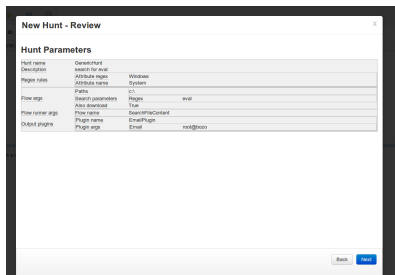 New Hunt - Review
x
Hunt Parameters
Hunt name GenericHunt
Description search for eval
Regex rules
Attribute regex Windows
Attribute name System
Flow args
Paths c:\
Search parameters Regex eval
Also download True
Flow runner args Flow name SearchFileContent
Output plugins
Plugin name EmailPlugin
Plugin args Email root@bozo
Back Next